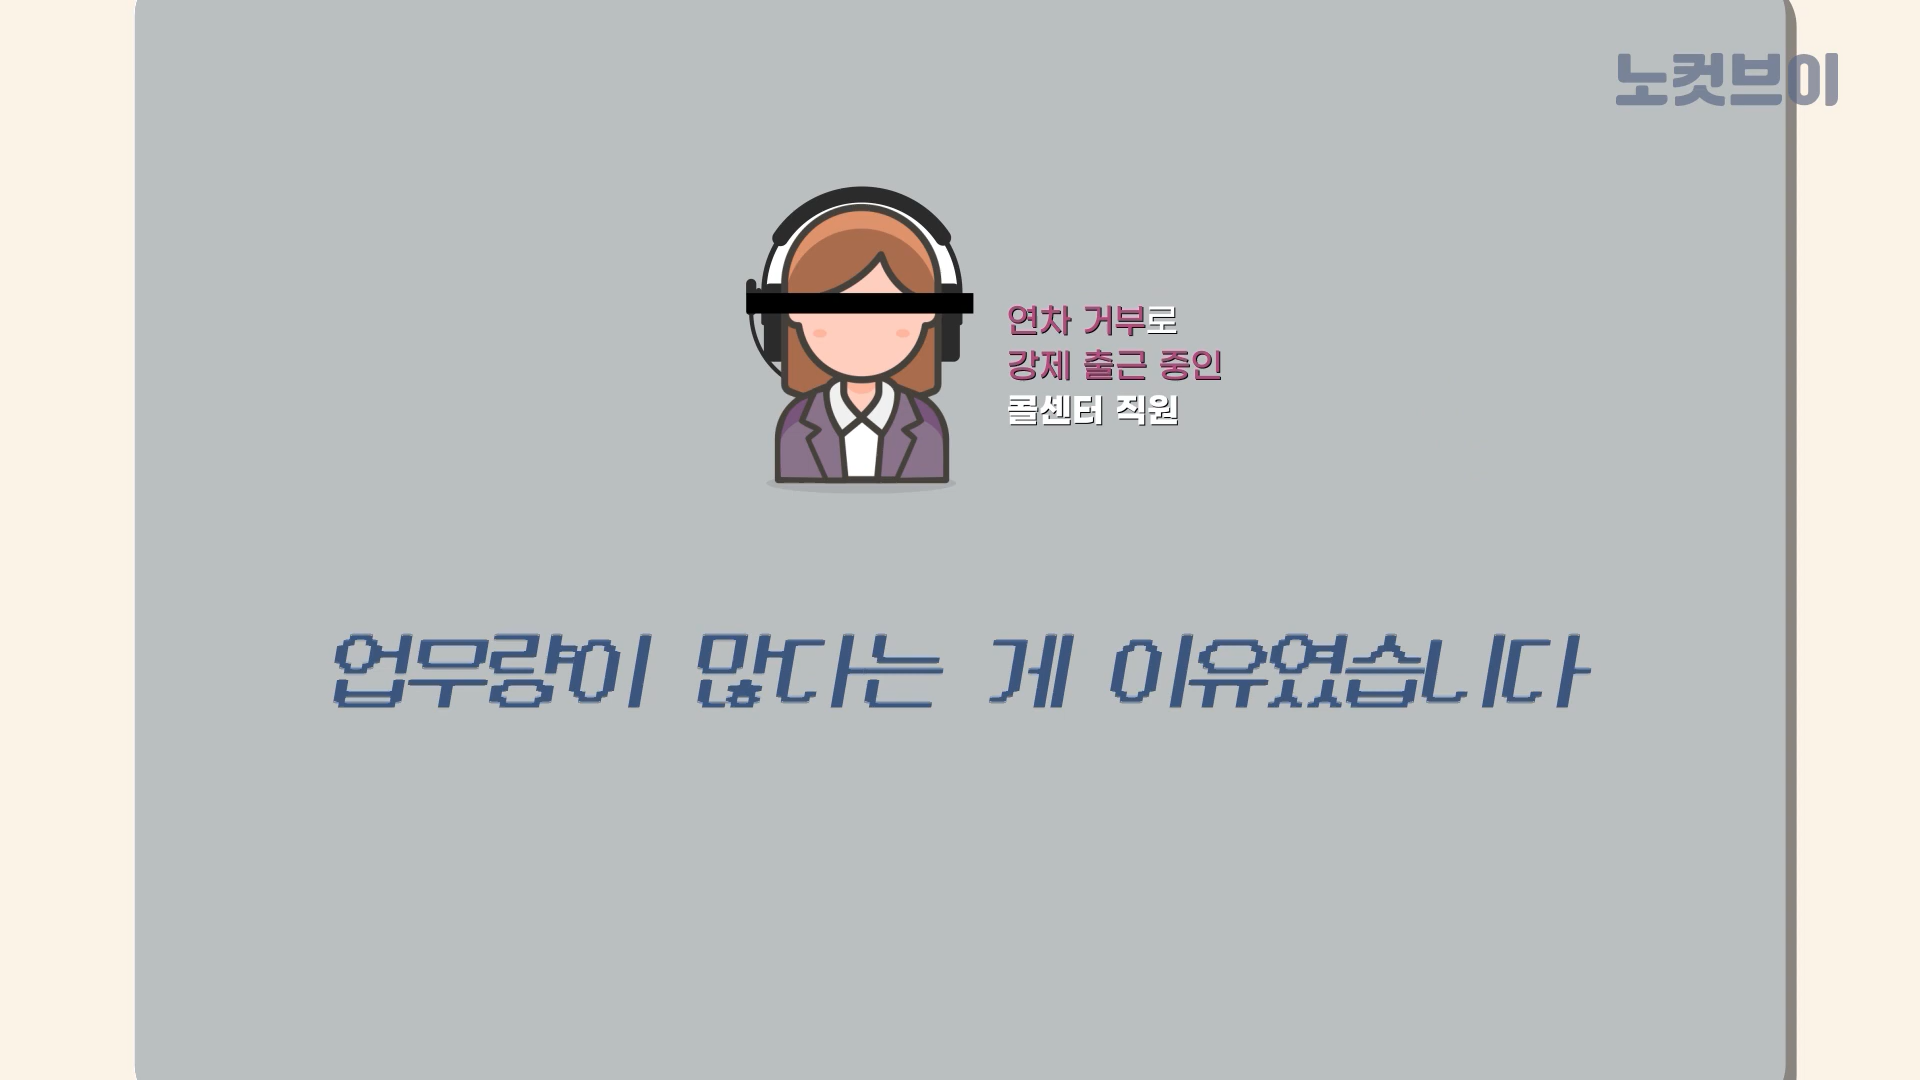 노컷브이
연차 거부로
강제 출근 중인
콜센터 직원
업무량이 많다는 게 이유였습니다